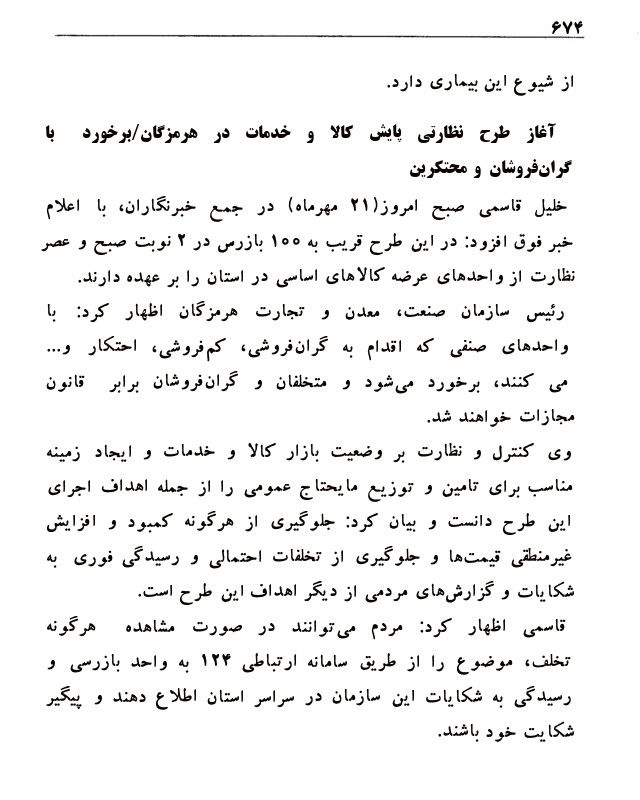 ۶۷۴
از شیوع این بیماری دارد.
آغاز طرح نظارتی پایش کالا و خدمات در هرمزگان/برخورد با
گران‌فروشان و محتکرین
خلیل قاسمی صبح امروز(۲۱ مهرماه) در جمع خبرنگاران، با اعلام
خبر فوق افزود: در این طرح قریب به ۱۰۰ بازرس در ۲ نوبت صبح و عصر
نظارت از واحدهای عرضه کالاهای اساسی در استان را بر عهده دارند.
رئیس سازمان صنعت، معدن و تجارت هرمزگان اظهار کرد: با
واحدهای صنفی که اقدام به گران‌فروشی، کم‌فروشی، احتکار و...
می کنند، برخورد می‌شود و متخلفان و گران‌فروشان برابر قانون
مجازات خواهند شد.
وی کنترل و نظارت بر وضعیت بازار کالا و خدمات و ایجاد زمینه
مناسب برای تامین و توزیع مایحتاج عمومی را از جمله اهداف اجرای
این طرح دانست و بیان کرد: جلوگیری از هرگونه کمبود و افزایش
غیرمنطقی قیمت‌ها و جلوگیری از تخلفات احتمالی و رسیدگی فوری به
شکایات و گزارش‌های مردمی از دیگر اهداف این طرح است.
قاسمی اظهار کرد: مردم می‌توانند در صورت مشاهده هرگونه
تخلف، موضوع را از طریق سامانه ارتباطی ۱۲۴ به واحد بازرسی و
رسیدگی به شکایات این سازمان در سراسر استان اطلاع دهند و پیگیر
شکایت خود باشند.